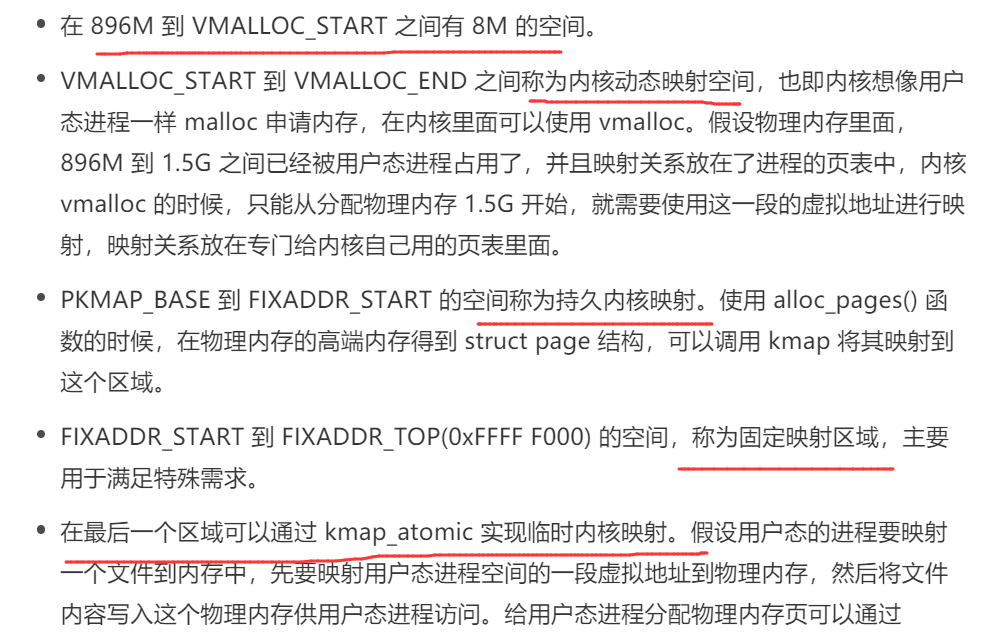 • 在 896M 到 VMALLOC_START 之间有 8M 的空间。
• VMALLOC_START 到 VMALLOC_END 之间称为内核动态映射空间，也即内核想像用户
态进程一样 malloc 申请内存，在内核里面可以使用 vmalloc。假设物理内存里面，
896M 到 1.5G 之间已经被用户态进程占用了，并且映射关系放在了进程的页表中，内核
vmalloc 的时候，只能从分配物理内存 1.5G 开始，就需要使用这一段的虚拟地址进行映
射，映射关系放在专门给内核自己用的页表里面。
• PKMAP_BASE 到 FIXADDR_START 的空间称为持久内核映射。使用 alloc_pages() 函
数的时候，在物理内存的高端内存得到 struct page 结构，可以调用 kmap 将其映射到
这个区域。
• FIXADDR_START 到 FIXADDR_TOP(0xFFFF F000) 的空间，称为固定映射区域，主要
用于满足特殊需求。
• 在最后一个区域可以通过 kmap_atomic 实现临时内核映射。假设用户态的进程要映射
一个文件到内存中，先要映射用户态进程空间的一段虚拟地址到物理内存，然后将文件
内容写入这个物理内存供用户态进程访问。给用户态进程分配物理内存页可以通过